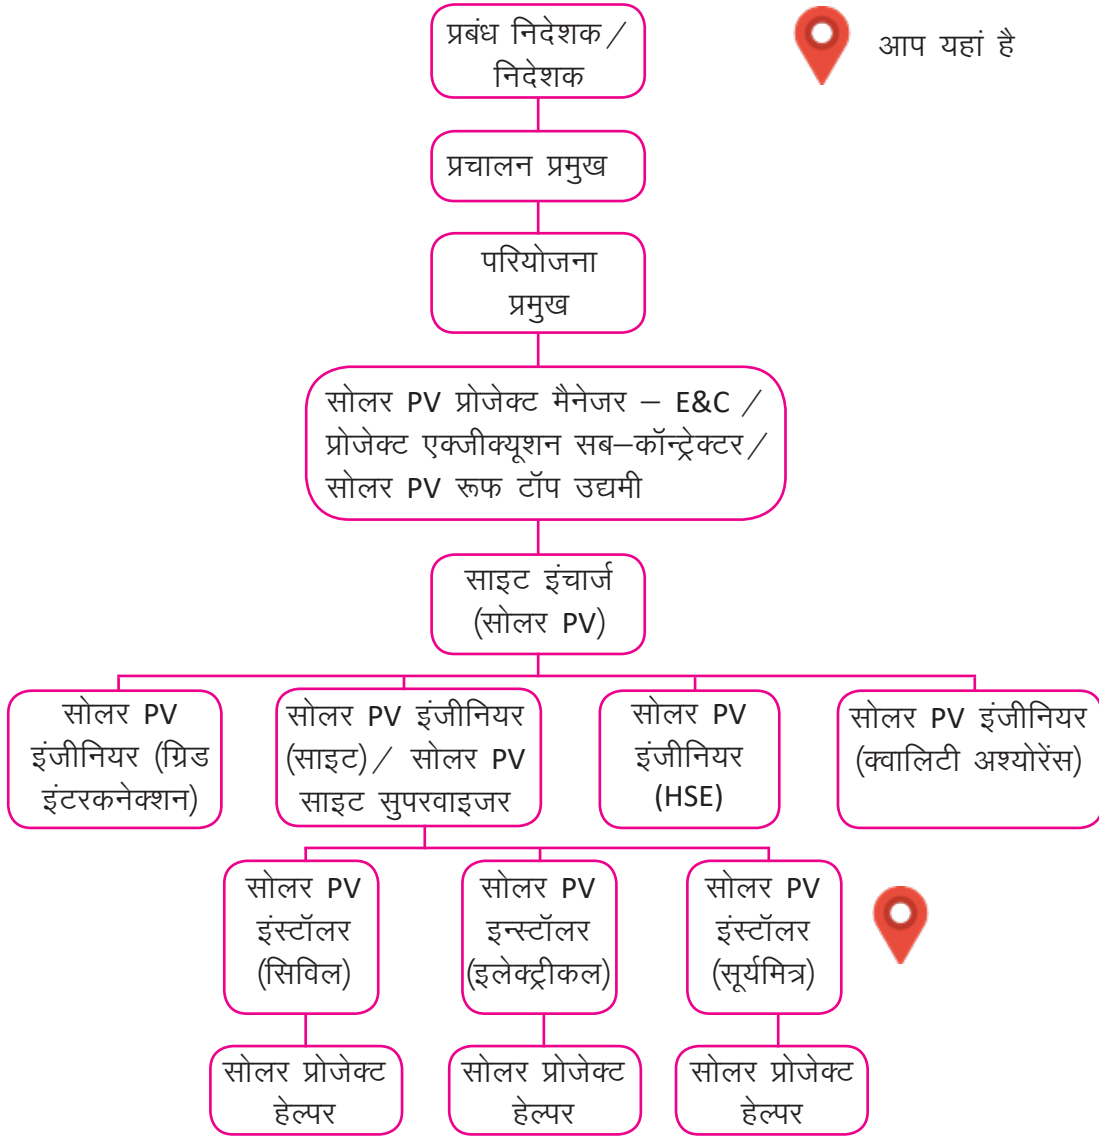 प्रबंध निदेशक /
निदेशक
आप यहां है
प्रचालन प्रमुख
परियोजना
प्रमुख
सोलर PV प्रोजेक्ट मैनेजर – E&C /
प्रोजेक्ट एक्जीक्यूशन सब–कॉन्ट्रेक्टर /
सोलर PV रूफ टॉप उद्यमी
साइट इंचार्ज
(सोलर PV)
सोलर PV
इंजीनियर (ग्रिड
इंटरकनेक्शन)
सोलर PV इंजीनियर
(साइट) / सोलर PV
साइट सुपरवाइजर
सोलर PV
इंजीनियर
(HSE)
सोलर PV इंजीनियर
(क्वालिटी अश्योरेंस)
सोलर PV
इंस्टॉलर
(सिविल)
सोलर PV
इन्स्टॉलर
(इलेक्ट्रीकल)
सोलर PV
इंस्टॉलर
(सूर्यमित्र)
सोलर प्रोजेक्ट
हेल्पर
सोलर प्रोजेक्ट
हेल्पर
सोलर प्रोजेक्ट
हेल्पर